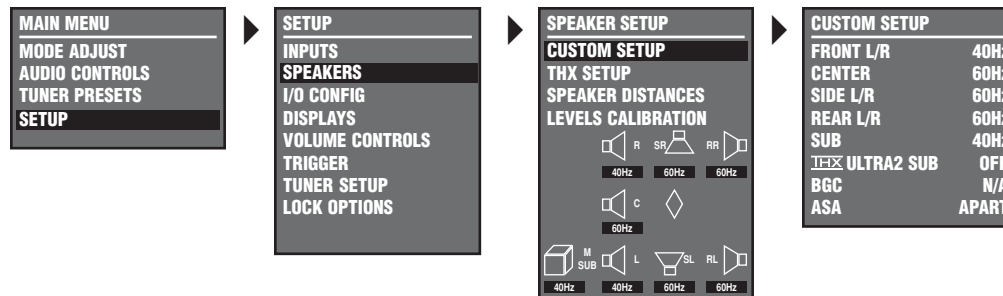 MAIN MENU
MODE ADJUST
AUDIO CONTROLS
TUNER PRESETS
SETUP
SETUP
INPUTS
SPEAKERS
I/O CONFIG
DISPLAYS
VOLUME CONTROLS
TRIGGER
TUNER SETUP
LOCK OPTIONS
SPEAKER SETUP
CUSTOM SETUP
THX SETUP
SPEAKER DISTANCES
LEVELS CALIBRATION
R SR RR
40Hz 60Hz 60Hz
C
60Hz
M SUB L SL RL
40Hz 40Hz 60Hz 60Hz
CUSTOM SETUP
FRONT L/R 40Hz
CENTER 60Hz
SIDE L/R 60Hz
REAR L/R 60Hz
SUB 40Hz
THX ULTRA2 SUB OFF
BGC N/A
ASA APART